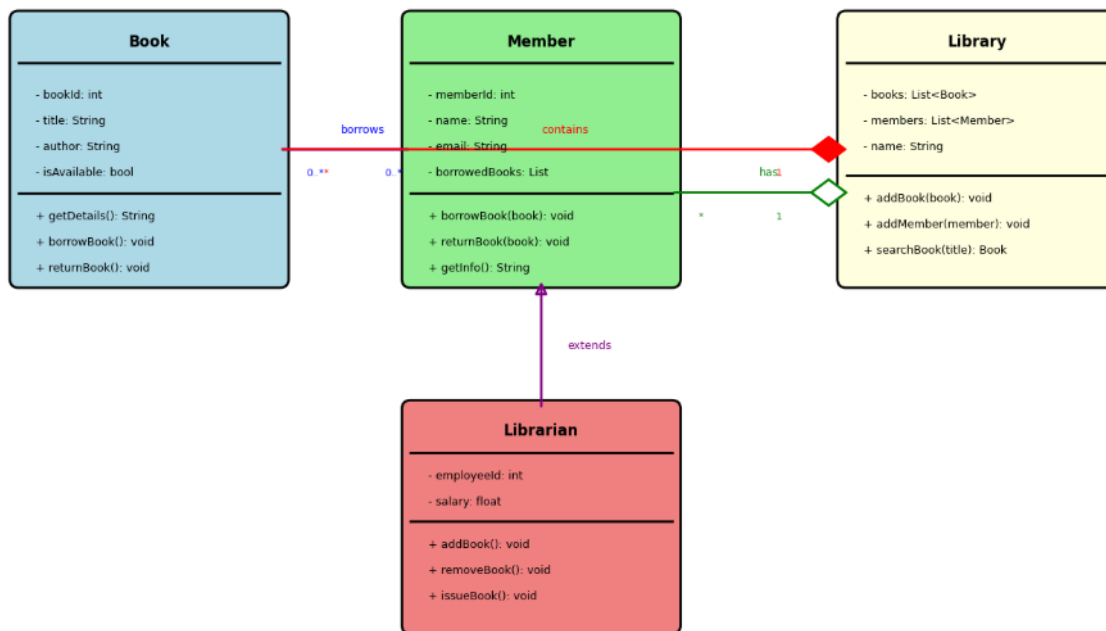 Book
- bookId: int
- title: String
- author: String
- isAvailable: bool
+ getDetails(): String
+ borrowBook(): void
+ returnBook(): void
borrows
0..*
*
0..*
Member
- memberId: int
- name: String
- email: String
- borrowedBooks: List
+ borrowBook(book): void
+ returnBook(book): void
+ getInfo(): String
contains
has
1
*
1
Library
- books: List<Book>
- members: List<Member>
- name: String
+ addBook(book): void
+ addMember(member): void
+ searchBook(title): Book
extends
Librarian
- employeeId: int
- salary: float
+ addBook(): void
+ removeBook(): void
+ issueBook(): void